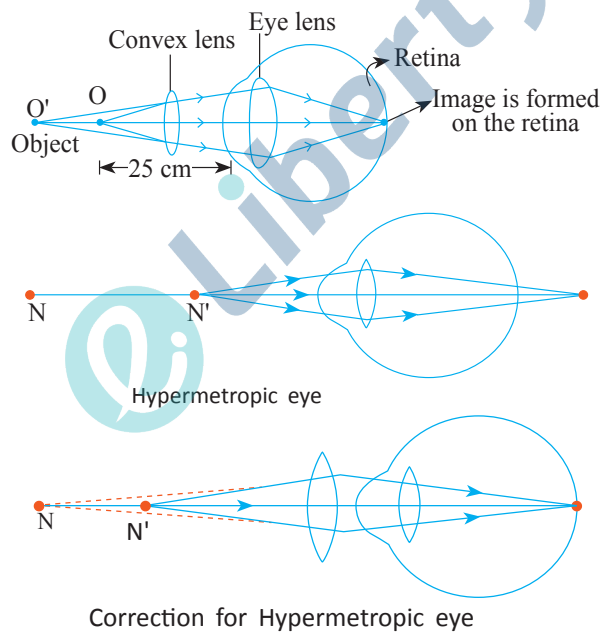 Eye lens
Convex lens
Retina
O'
O
Image is formed
on the retina
Object
25 cm
Liberty
N
N'
Hypermetropic eye
N
N'
Correction for Hypermetropic eye